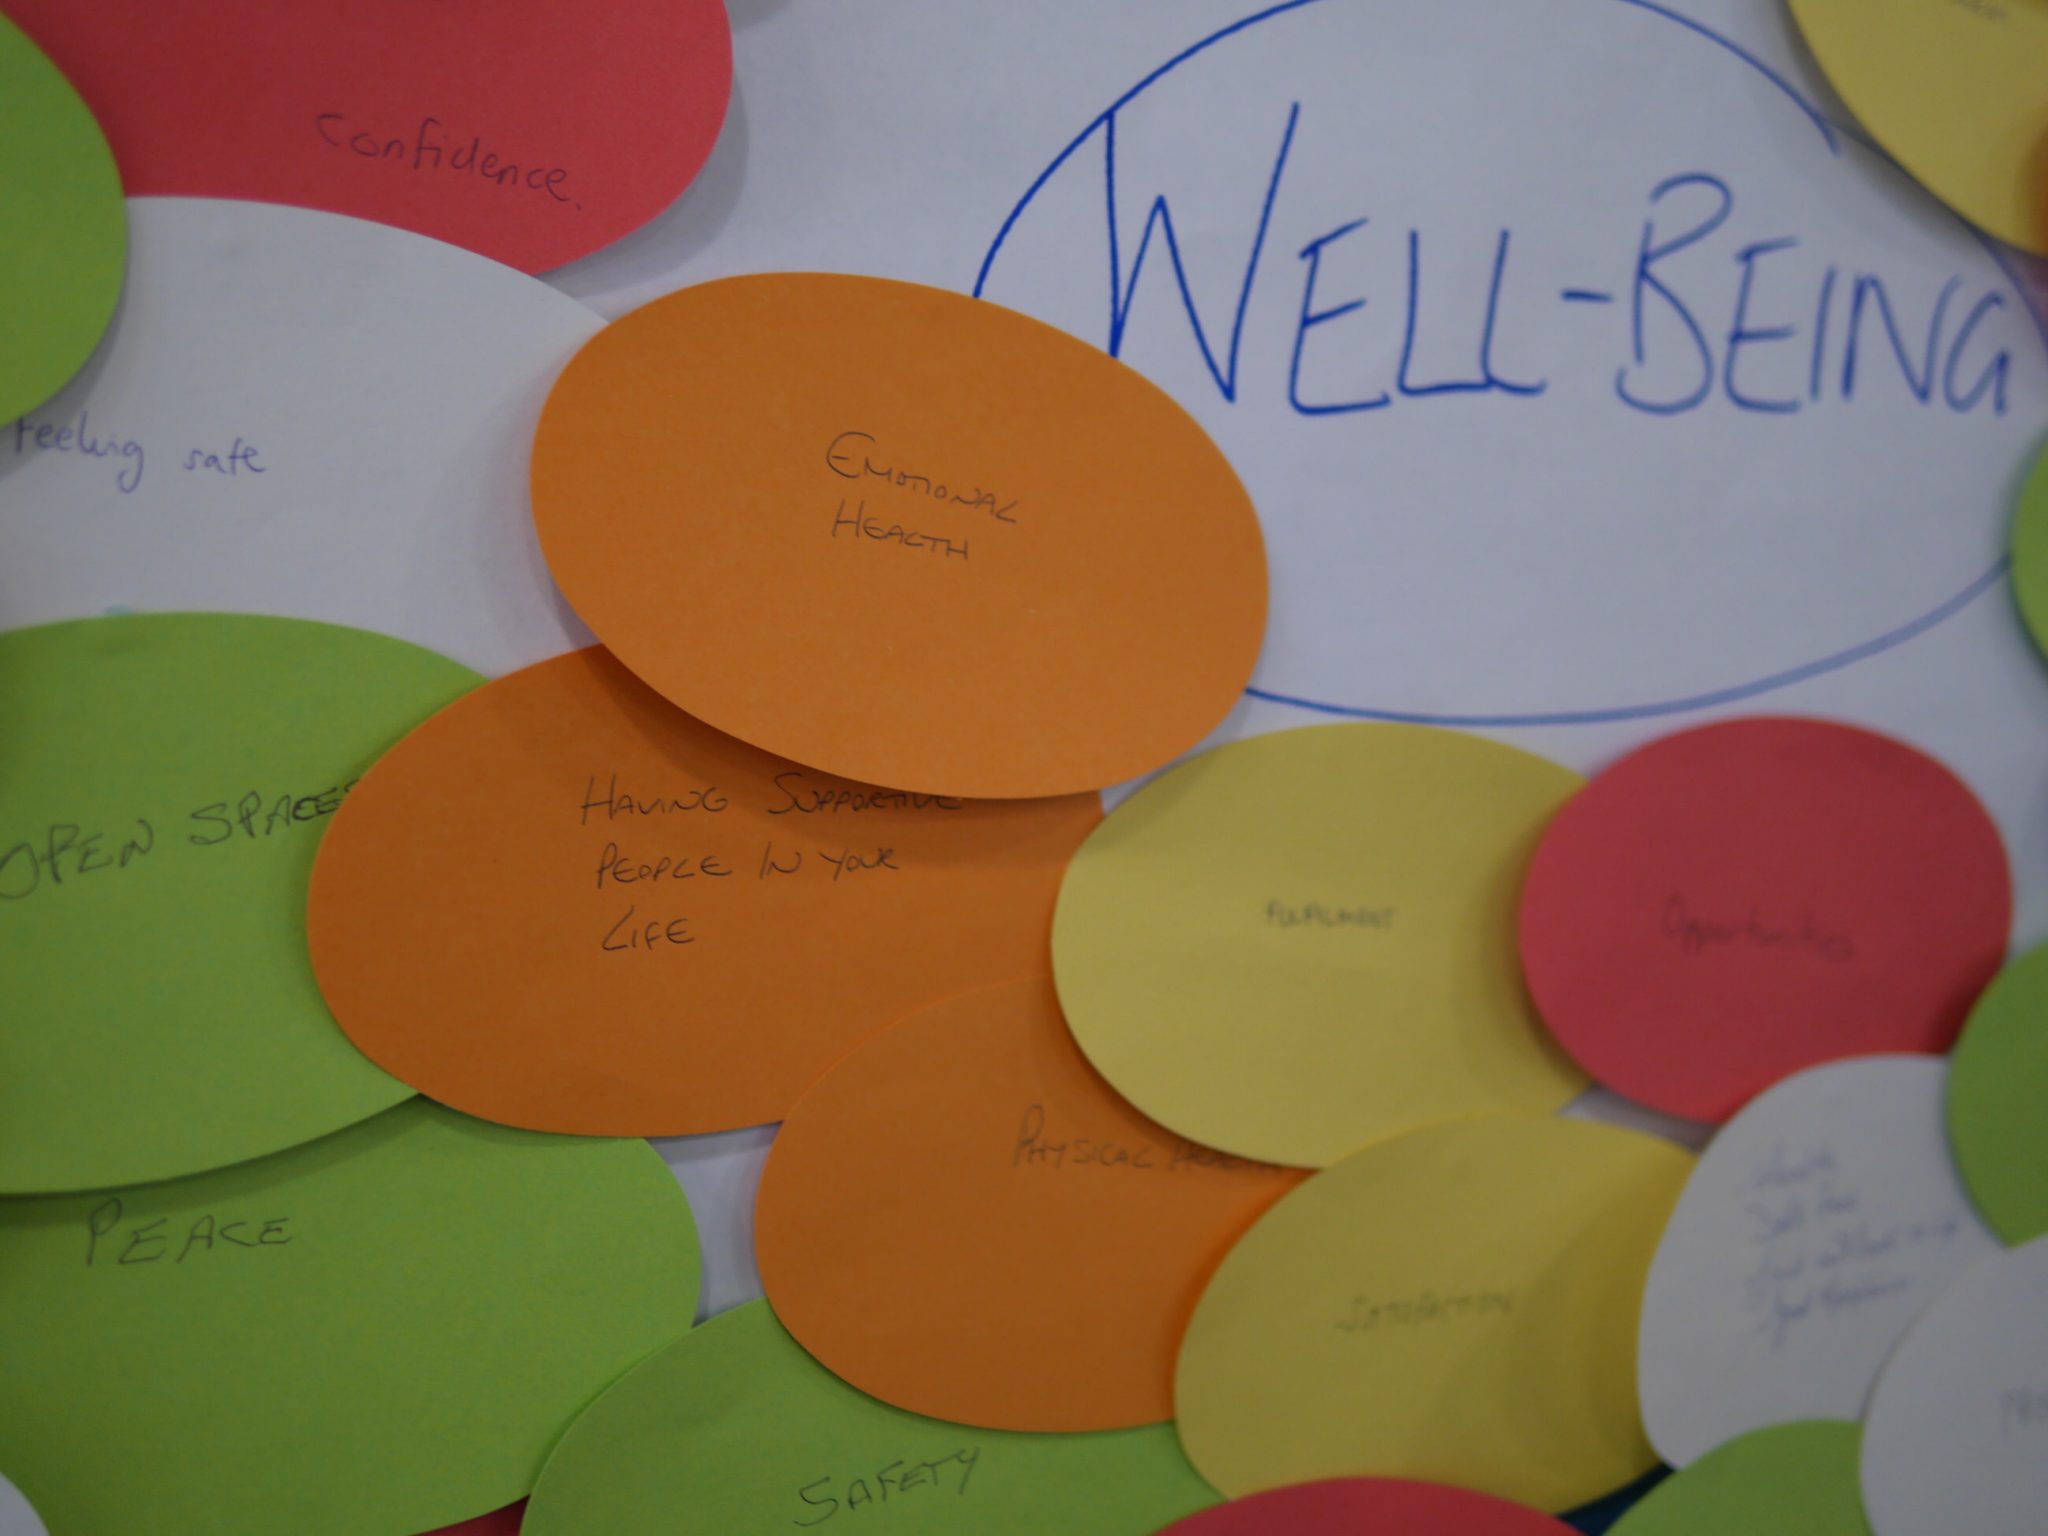 Confidence.
WELL-BEING
Feeling safe
EMOTIONAL
HEALTH
OPEN SPACES
HAVING SUPPORTIVE
PEOPLE IN YOUR
LIFE
FULFILMENT
Opportunities
PHYSICAL HEALTH
PEACE
SATISFACTION
SAFETY